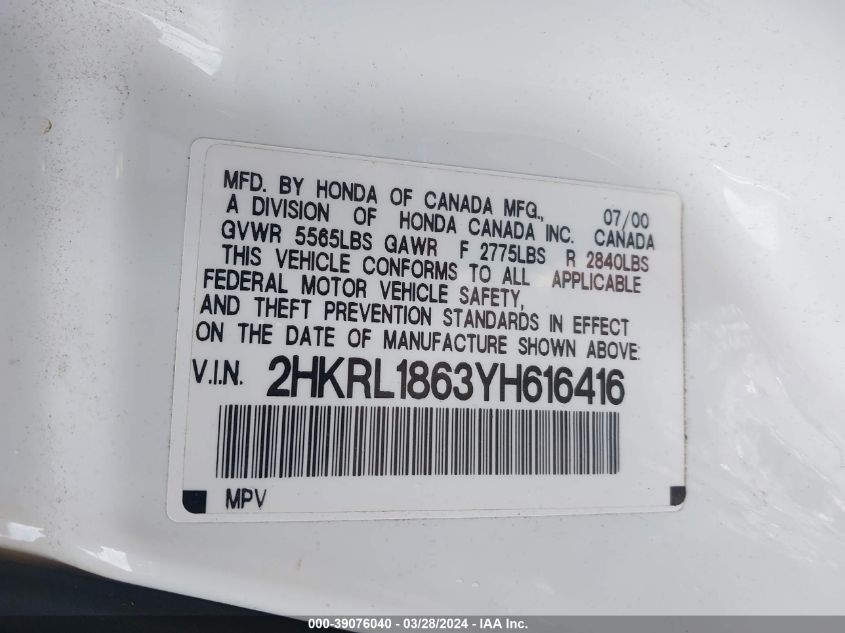 MFD. BY HONDA OF CANADA MFG., 07/00
A DIVISION OF HONDA CANADA INC. CANADA
GVWR 5565LBS GAWR F 2775LBS R 2840LBS
THIS VEHICLE CONFORMS TO ALL APPLICABLE
FEDERAL MOTOR VEHICLE SAFETY,
AND THEFT PREVENTION STANDARDS IN EFFECT
ON THE DATE OF MANUFACTURE SHOWN ABOVE:
V.I.N. 2HKRL1863YH616416
MPV
000-39076040 - 03/28/2024 - IAA Inc.